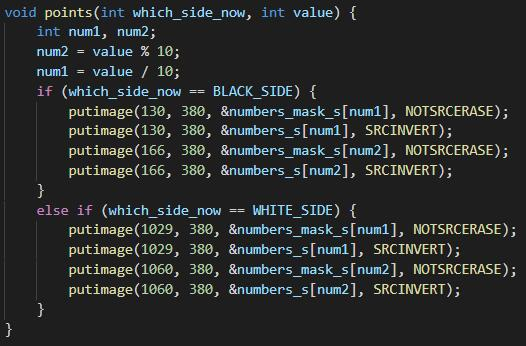 void points(int which_side_now, int value) {
    int num1, num2;
    num2 = value % 10;
    num1 = value / 10;
    if (which_side_now == BLACK_SIDE) {
        putimage(130, 380, &numbers_mask_s[num1], NOTSRCERASE);
        putimage(130, 380, &numbers_s[num1], SRCINVERT);
        putimage(166, 380, &numbers_mask_s[num2], NOTSRCERASE);
        putimage(166, 380, &numbers_s[num2], SRCINVERT);
    }
    else if (which_side_now == WHITE_SIDE) {
        putimage(1029, 380, &numbers_mask_s[num1], NOTSRCERASE);
        putimage(1029, 380, &numbers_s[num1], SRCINVERT);
        putimage(1060, 380, &numbers_mask_s[num2], NOTSRCERASE);
        putimage(1060, 380, &numbers_s[num2], SRCINVERT);
    }
}